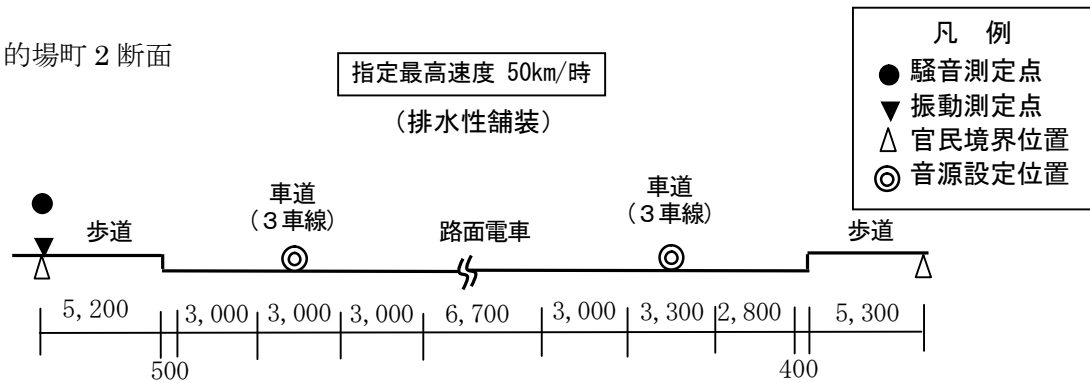 的場町 2 断面
指定最高速度 50km/時
（排水性舗装）
凡 例
騒音測定点
振動測定点
官民境界位置
音源設定位置
歩道
車道
（３車線）
路面電車
車道
（３車線）
歩道
5,200
3,000
3,000
3,000
6,700
3,000
3,300
2,800
5,300
500
400